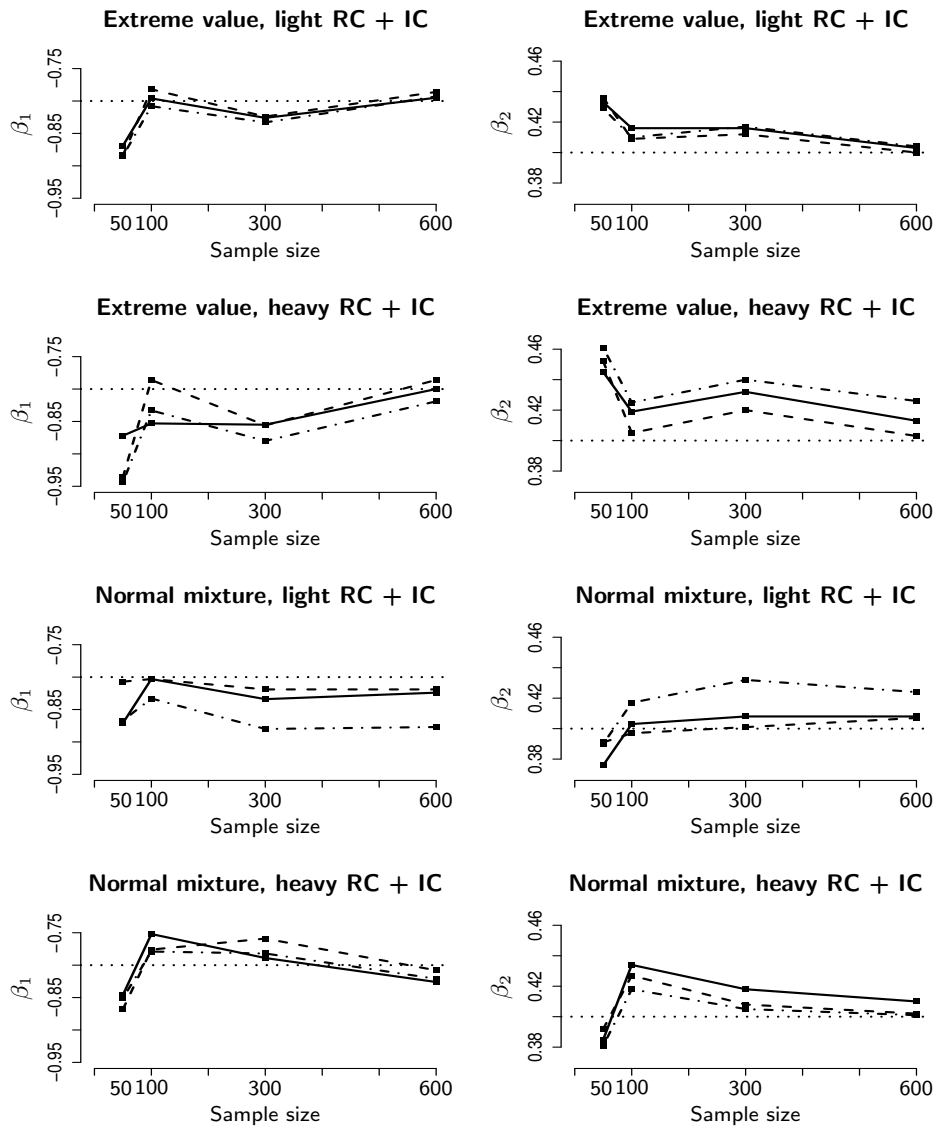 Extreme value, light RC + IC
β1
−0.75
−0.85
−0.95
50 100 300 600
Sample size
Extreme value, light RC + IC
β2
0.46
0.42
0.38
50 100 300 600
Sample size
Extreme value, heavy RC + IC
β1
−0.75
−0.85
−0.95
50 100 300 600
Sample size
Extreme value, heavy RC + IC
β2
0.46
0.42
0.38
50 100 300 600
Sample size
Normal mixture, light RC + IC
β1
−0.75
−0.85
−0.95
50 100 300 600
Sample size
Normal mixture, light RC + IC
β2
0.46
0.42
0.38
50 100 300 600
Sample size
Normal mixture, heavy RC + IC
β1
−0.75
−0.85
−0.95
50 100 300 600
Sample size
Normal mixture, heavy RC + IC
β2
0.46
0.42
0.38
50 100 300 600
Sample size